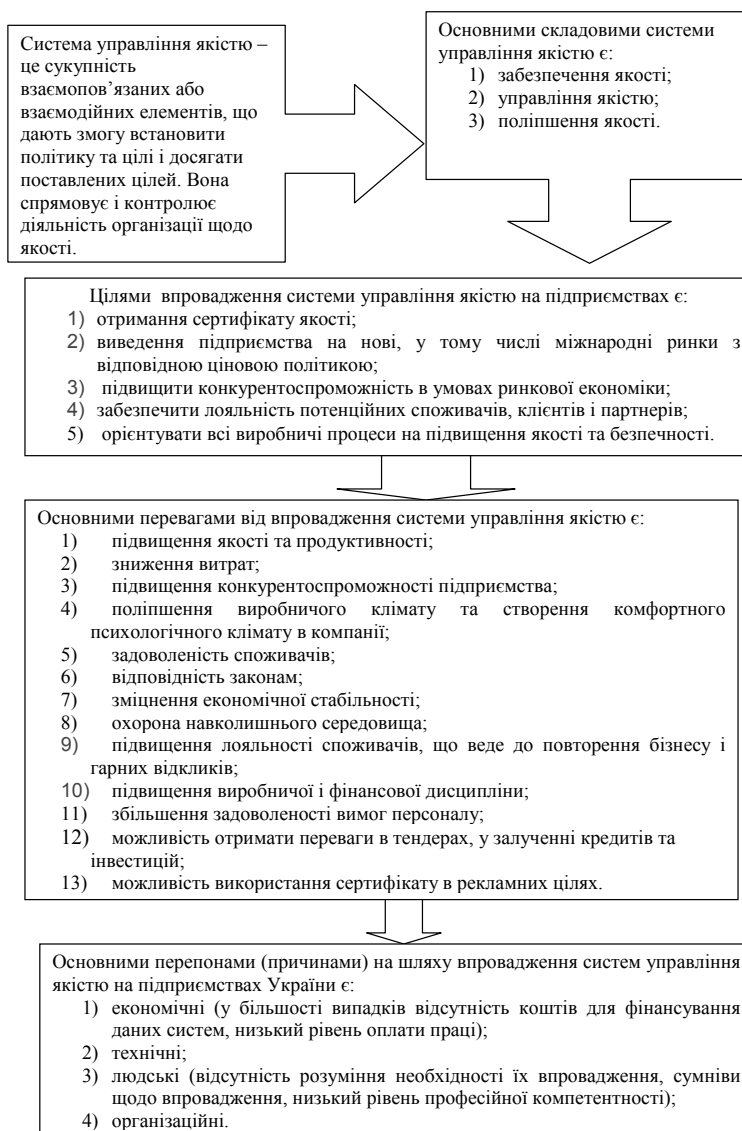 Система управління якістю –
це сукупність
взаємопов’язаних або
взаємодійних елементів, що
дають змогу встановити
політику та цілі і досягати
поставлених цілей. Вона
спрямовує і контролює
діяльність організації щодо
якості.
Основними складовими системи
управління якістю є:
1) забезпечення якості;
2) управління якістю;
3) поліпшення якості.
Цілями впровадження системи управління якістю на підприємствах є:
1) отримання сертифікату якості;
2) виведення підприємства на нові, у тому числі міжнародні ринки з
відповідною ціновою політикою;
3) підвищити конкурентоспроможність в умовах ринкової економіки;
4) забезпечити лояльність потенційних споживачів, клієнтів і партнерів;
5) орієнтувати всі виробничі процеси на підвищення якості та безпечності.
Основними перевагами від впровадження системи управління якістю є:
1) підвищення якості та продуктивності;
2) зниження витрат;
3) підвищення конкурентоспроможності підприємства;
4) поліпшення виробничого клімату та створення комфортного
психологічного клімату в компанії;
5) задоволеність споживачів;
6) відповідність законам;
7) зміцнення економічної стабільності;
8) охорона навколишнього середовища;
9) підвищення лояльності споживачів, що веде до повторення бізнесу і
гарних відкликів;
10) підвищення виробничої і фінансової дисципліни;
11) збільшення задоволеності вимог персоналу;
12) можливість отримати переваги в тендерах, у залученні кредитів та
інвестицій;
13) можливість використання сертифікату в рекламних цілях.
Основними перепонами (причинами) на шляху впровадження систем управління
якістю на підприємствах України є:
1) економічні (у більшості випадків відсутність коштів для фінансування
даних систем, низький рівень оплати праці);
2) технічні;
3) людські (відсутність розуміння необхідності їх впровадження, сумніви
щодо впровадження, низький рівень професійної компетентності);
4) організаційні.